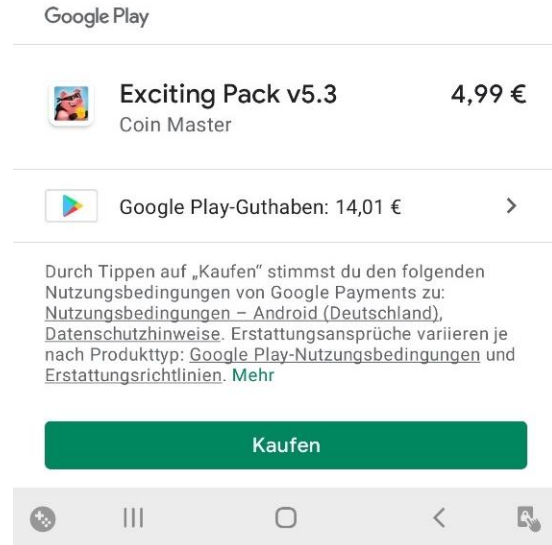 Google Play
Exciting Pack v5.3
4,99 €
Coin Master
Google Play-Guthaben: 14,01 €
Durch Tippen auf „Kaufen“ stimmst du den folgenden
Nutzungsbedingungen von Google Payments zu:
Nutzungsbedingungen – Android (Deutschland),
Datenschutzhinweise. Erstattungsansprüche variieren je
nach Produkttyp: Google Play-Nutzungsbedingungen und
Erstattungsrichtlinien. Mehr
Kaufen